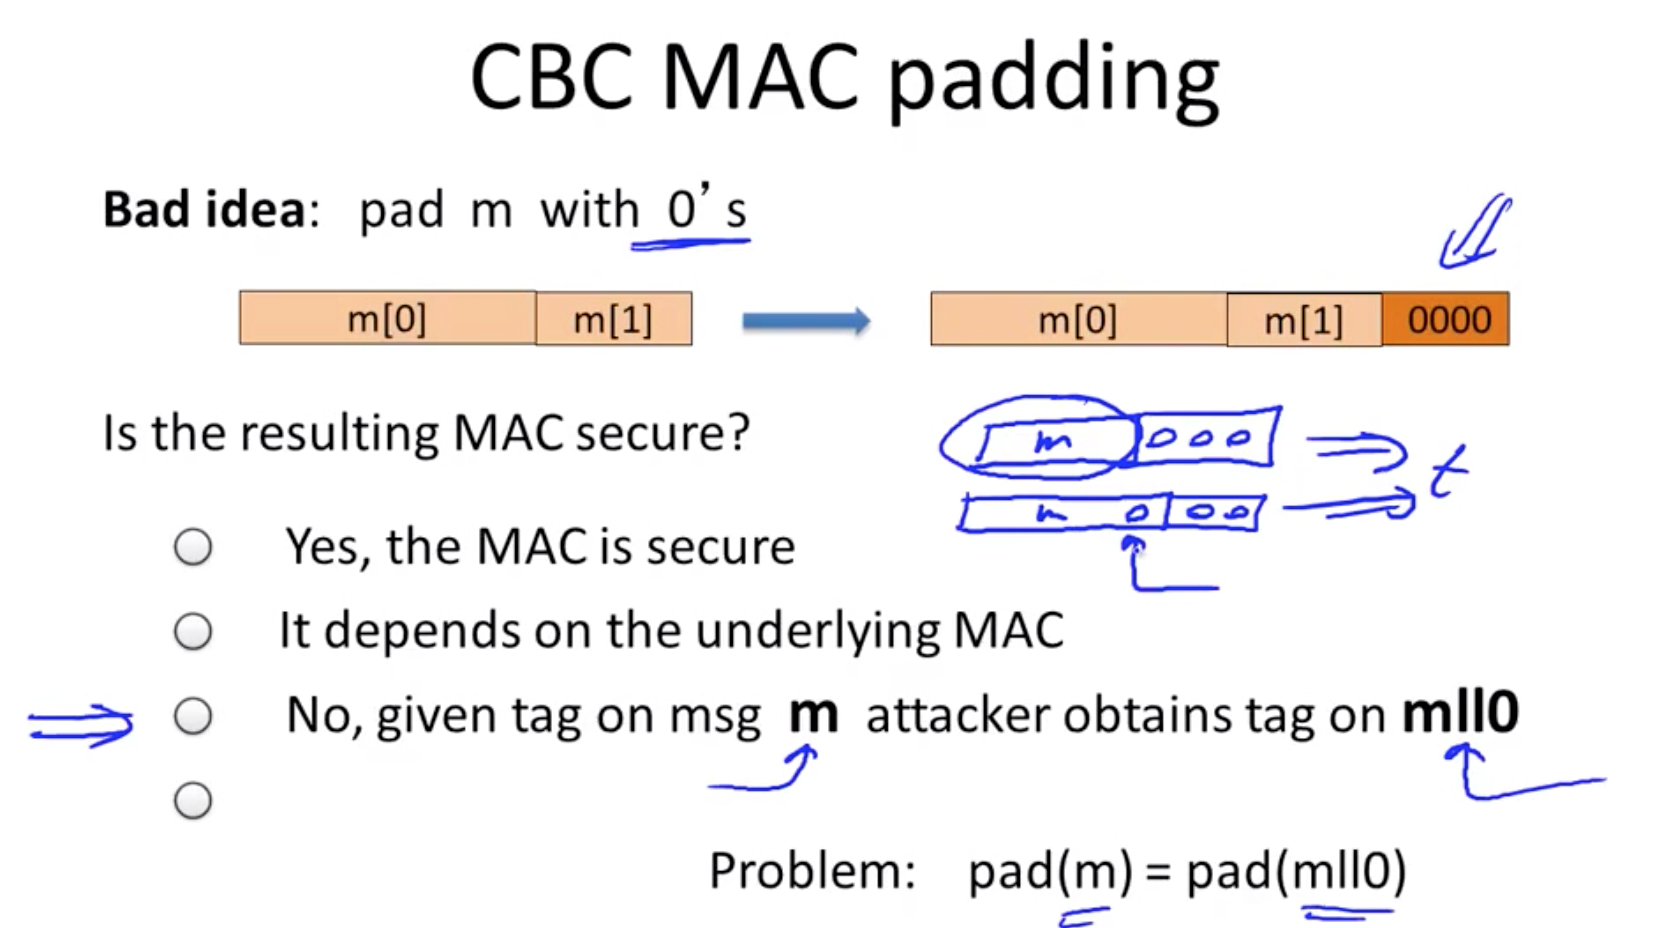 CBC MAC padding
Bad idea: pad m with 0's
m[0] m[1] m[0] m[1] 0000
m 000
t
m 0 00
Is the resulting MAC secure?
Yes, the MAC is secure
It depends on the underlying MAC
No, given tag on msg m attacker obtains tag on mll0
Problem: pad(m) = pad(mll0)